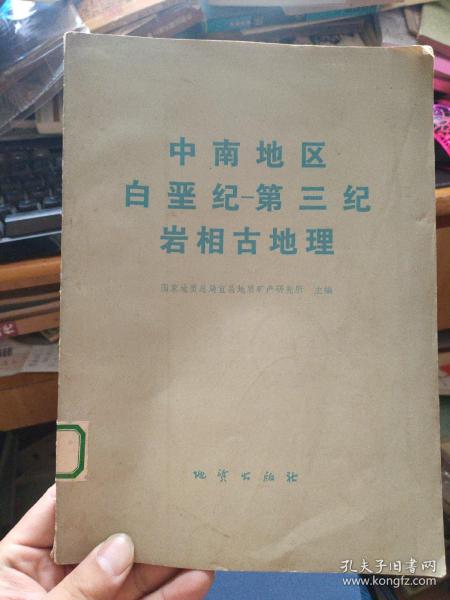 中南地区
白垩纪-第三纪
岩相古地理
国家地质总局宜昌地质矿产研究所 主编
地质出版社
孔夫子旧书网
www.kongfz.com